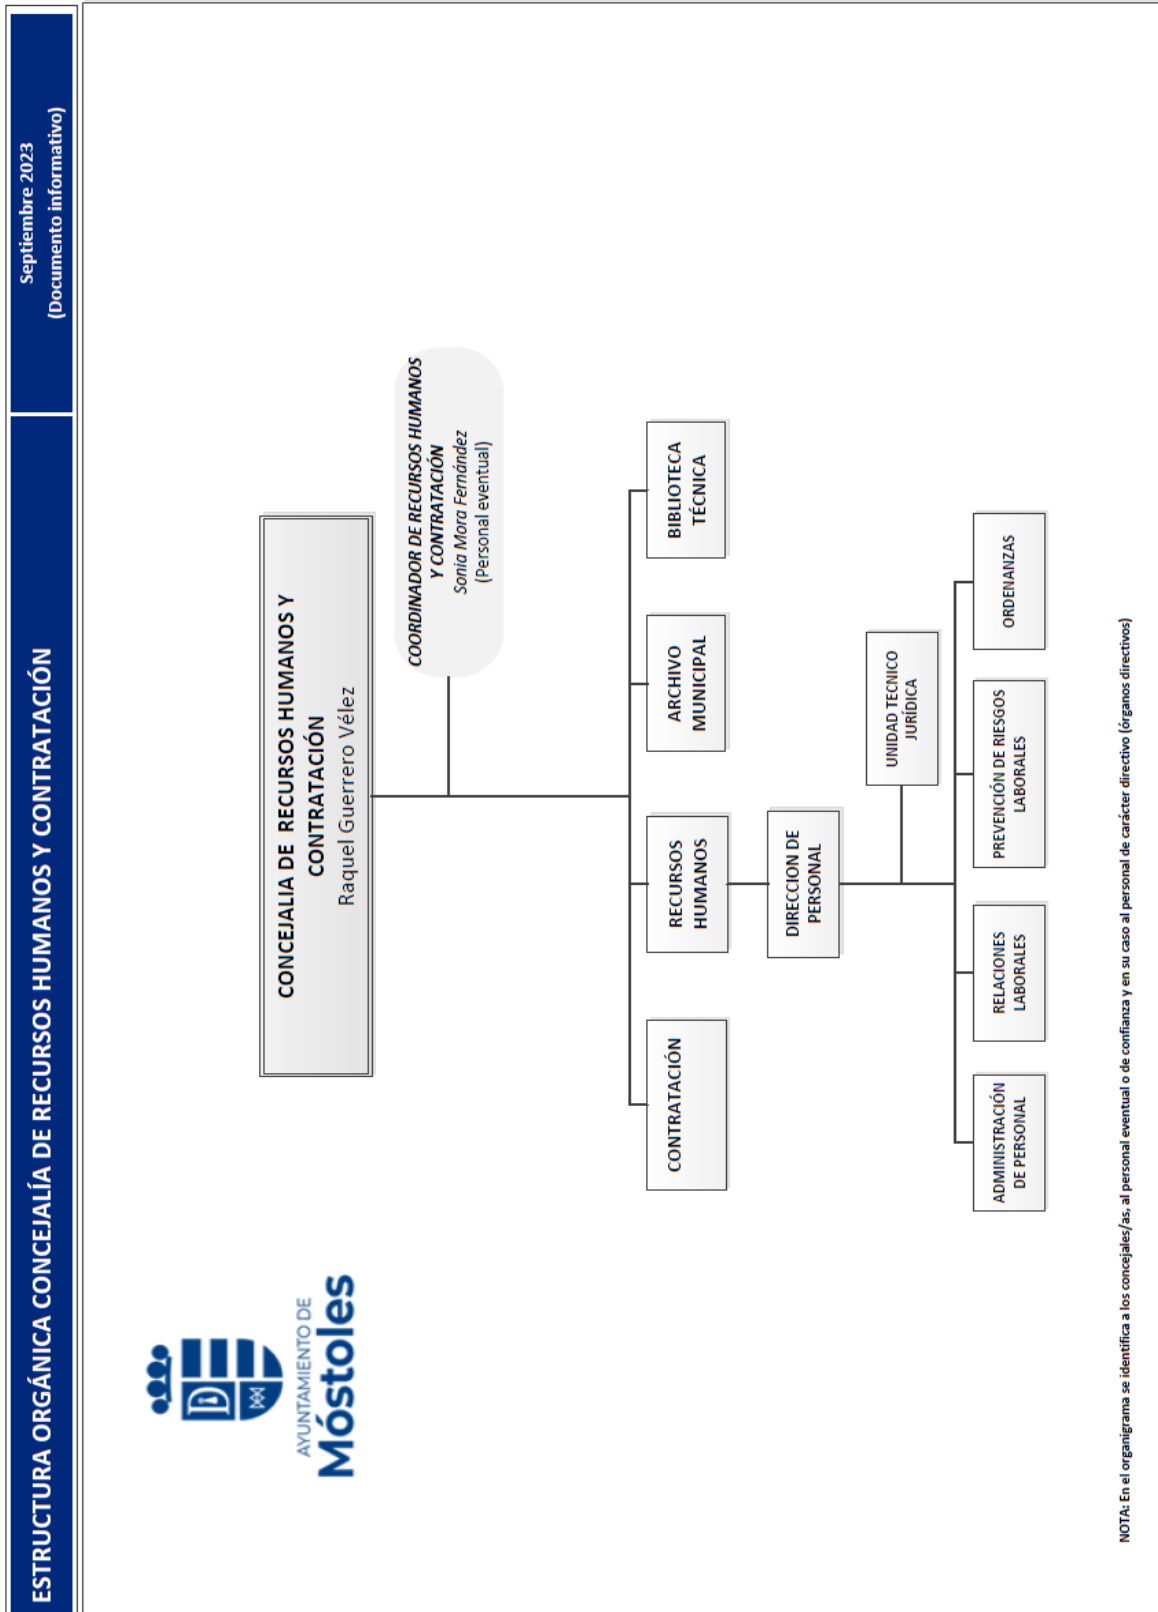 ESTRUCTURA ORGÁNICA CONCEJALÍA DE RECURSOS HUMANOS Y CONTRATACIÓN
Septiembre 2023
(Documento informativo)
AYUNTAMIENTO DE
Móstoles
CONCEJALIA DE RECURSOS HUMANOS Y
CONTRATACIÓN
Raquel Guerrero Vélez
COORDINADOR DE RECURSOS HUMANOS
Y CONTRATACIÓN
Sonia Mora Fernández
(Personal eventual)
CONTRATACIÓN
RECURSOS
HUMANOS
ARCHIVO
MUNICIPAL
BIBLIOTECA
TÉCNICA
DIRECCION DE
PERSONAL
UNIDAD TECNICO
JURÍDICA
ADMINISTRACIÓN
DE PERSONAL
RELACIONES
LABORALES
PREVENCIÓN DE RIESGOS
LABORALES
ORDENANZAS
NOTA: En el organigrama se identifica a los concejales/as, al personal eventual o de confianza y en su caso al personal de carácter directivo (órganos directivos)